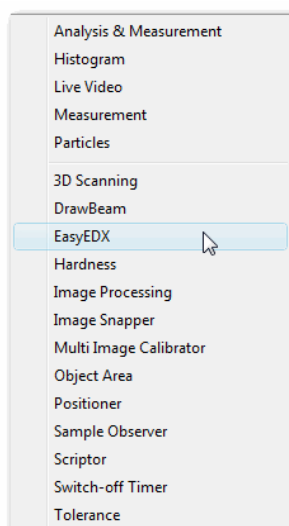 Analysis & Measurement
Histogram
Live Video
Measurement
Particles
3D Scanning
DrawBeam
EasyEDX
Hardness
Image Processing
Image Snapper
Multi Image Calibrator
Object Area
Positioner
Sample Observer
Scriptor
Switch-off Timer
Tolerance